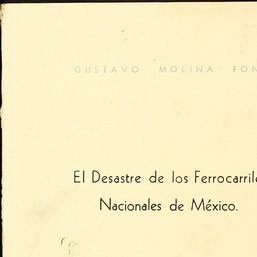 GUSTAVO MOLINA FON
El Desastre de los Ferrocarrile
Nacionales de México.